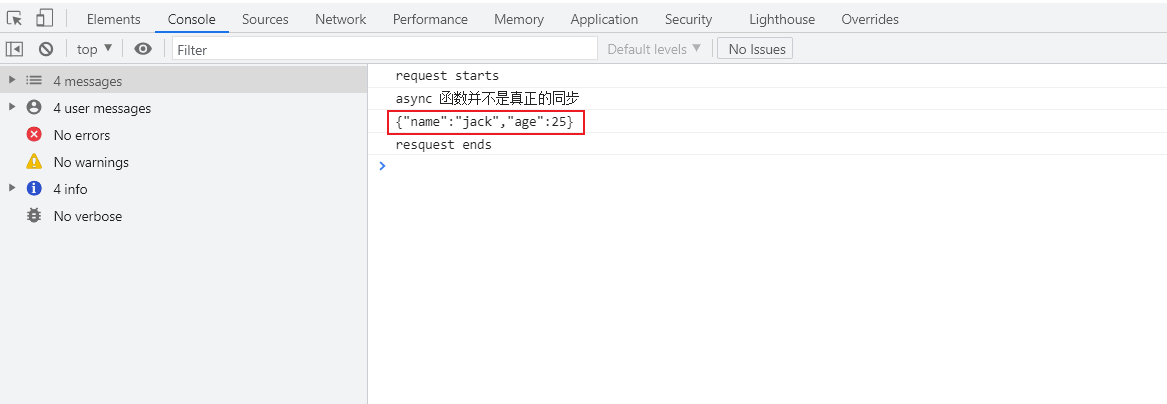 Elements Console Sources Network Performance Memory Application Security Lighthouse Overrides
top Filter Default levels No Issues
4 messages
4 user messages
No errors
No warnings
4 info
No verbose
request starts
async 函数并不是真正的同步
{"name":"jack","age":25}
resquest ends